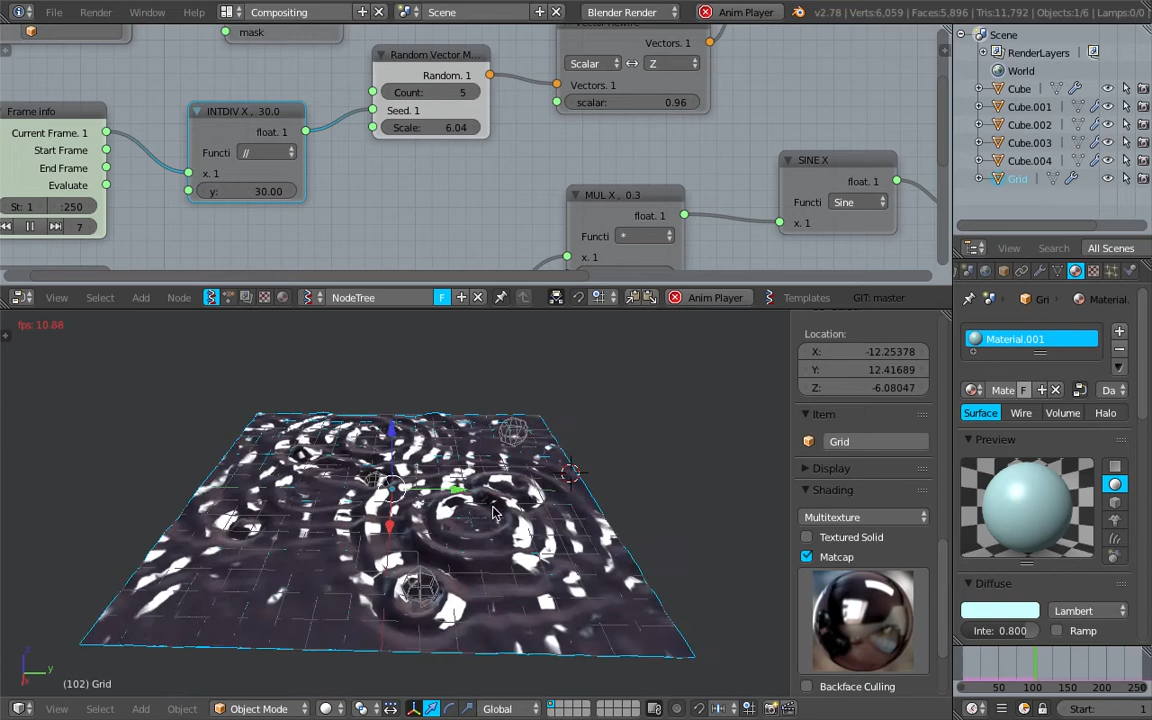 File Render Window Help Compositing Scene Blender Render Anim Player v2.78 | Verts:6,059 | Faces:5,896 | Tris:11,792 | Objects:1/6 | Lamps:0/0
mask
Random Vector M...
Random. 1
Count: 5
Seed. 1
Scale: 6.04
Scalar Z
Vectors. 1
Vectors. 1
scalar: 0.96
Frame info
Current Frame. 1
Start Frame
End Frame
Evaluate
St: 1 :250
7
INTDIV X , 30.0
float. 1
Functi //
x. 1
y: 30.00
MUL X , 0.3
float. 1
Functi *
x. 1
SINE X
float. 1
Functi Sine
x. 1
View Select Add Node NodeTree F Anim Player Templates GIT: master
fps: 10.88
(102) Grid
Location:
X: -12.25378
Y: 12.41689
Z: -6.08047
Item
Grid
Display
Shading
Multitexture
Textured Solid
Matcap
Backface Culling
View Select Add Object Object Mode Global
Scene
RenderLayers
World
Cube
Cube.001
Cube.002
Cube.003
Cube.004
Grid
View Search All Scenes
Gri Material.
Material.001
Mate F Da
Surface Wire Volume Halo
Preview
Diffuse
Lambert
Inte: 0.800 Ramp
50 100 150 200 250
Start: 1